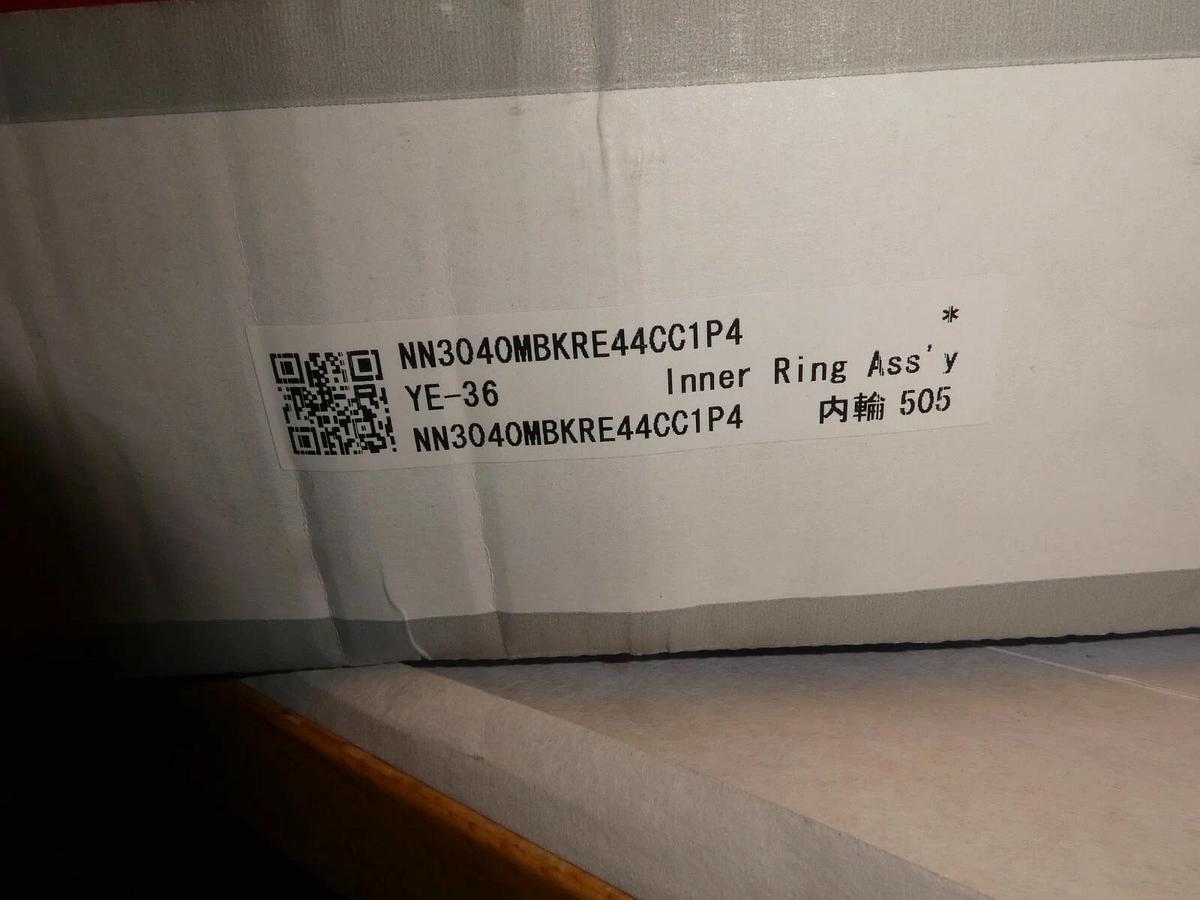 *
NN3040MBKRE44CC1P4
YE-36 Inner Ring Ass'y
NN3040MBKRE44CC1P4 内輪 505